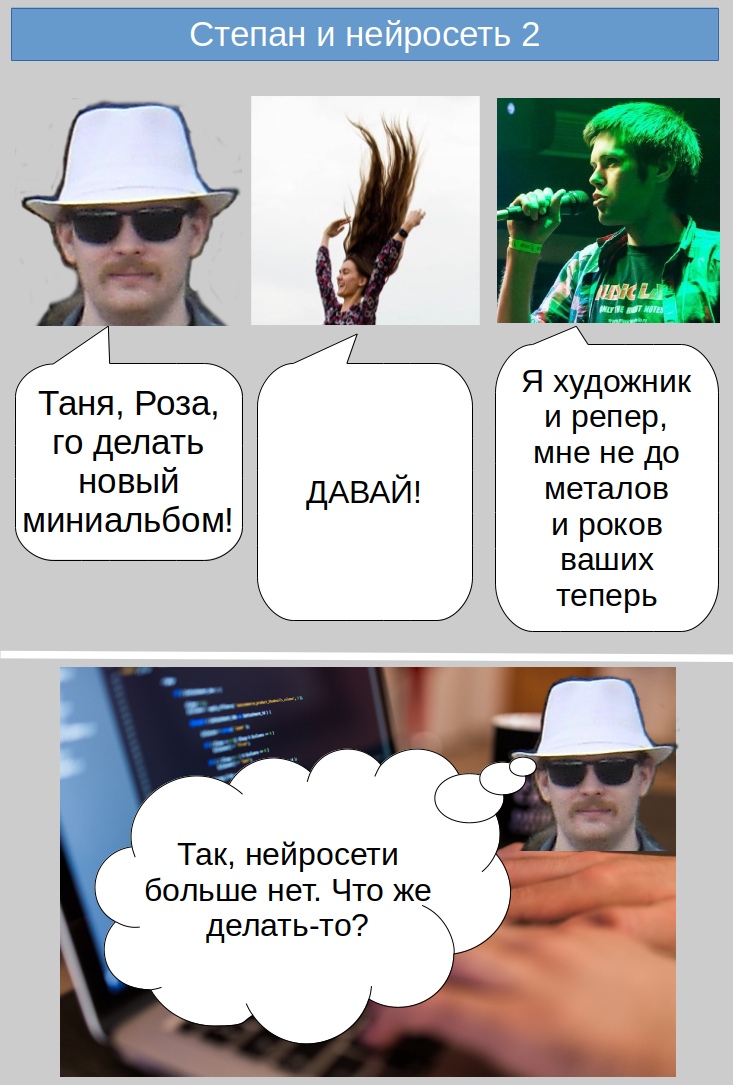 Степан и нейросеть 2
Таня, Роза,
го делать
новый
миниальбом!
ДАВАЙ!
Я художник
и репер,
мне не до
металов
и роков
ваших
теперь
Так, нейросети
больше нет. Что же
делать-то?